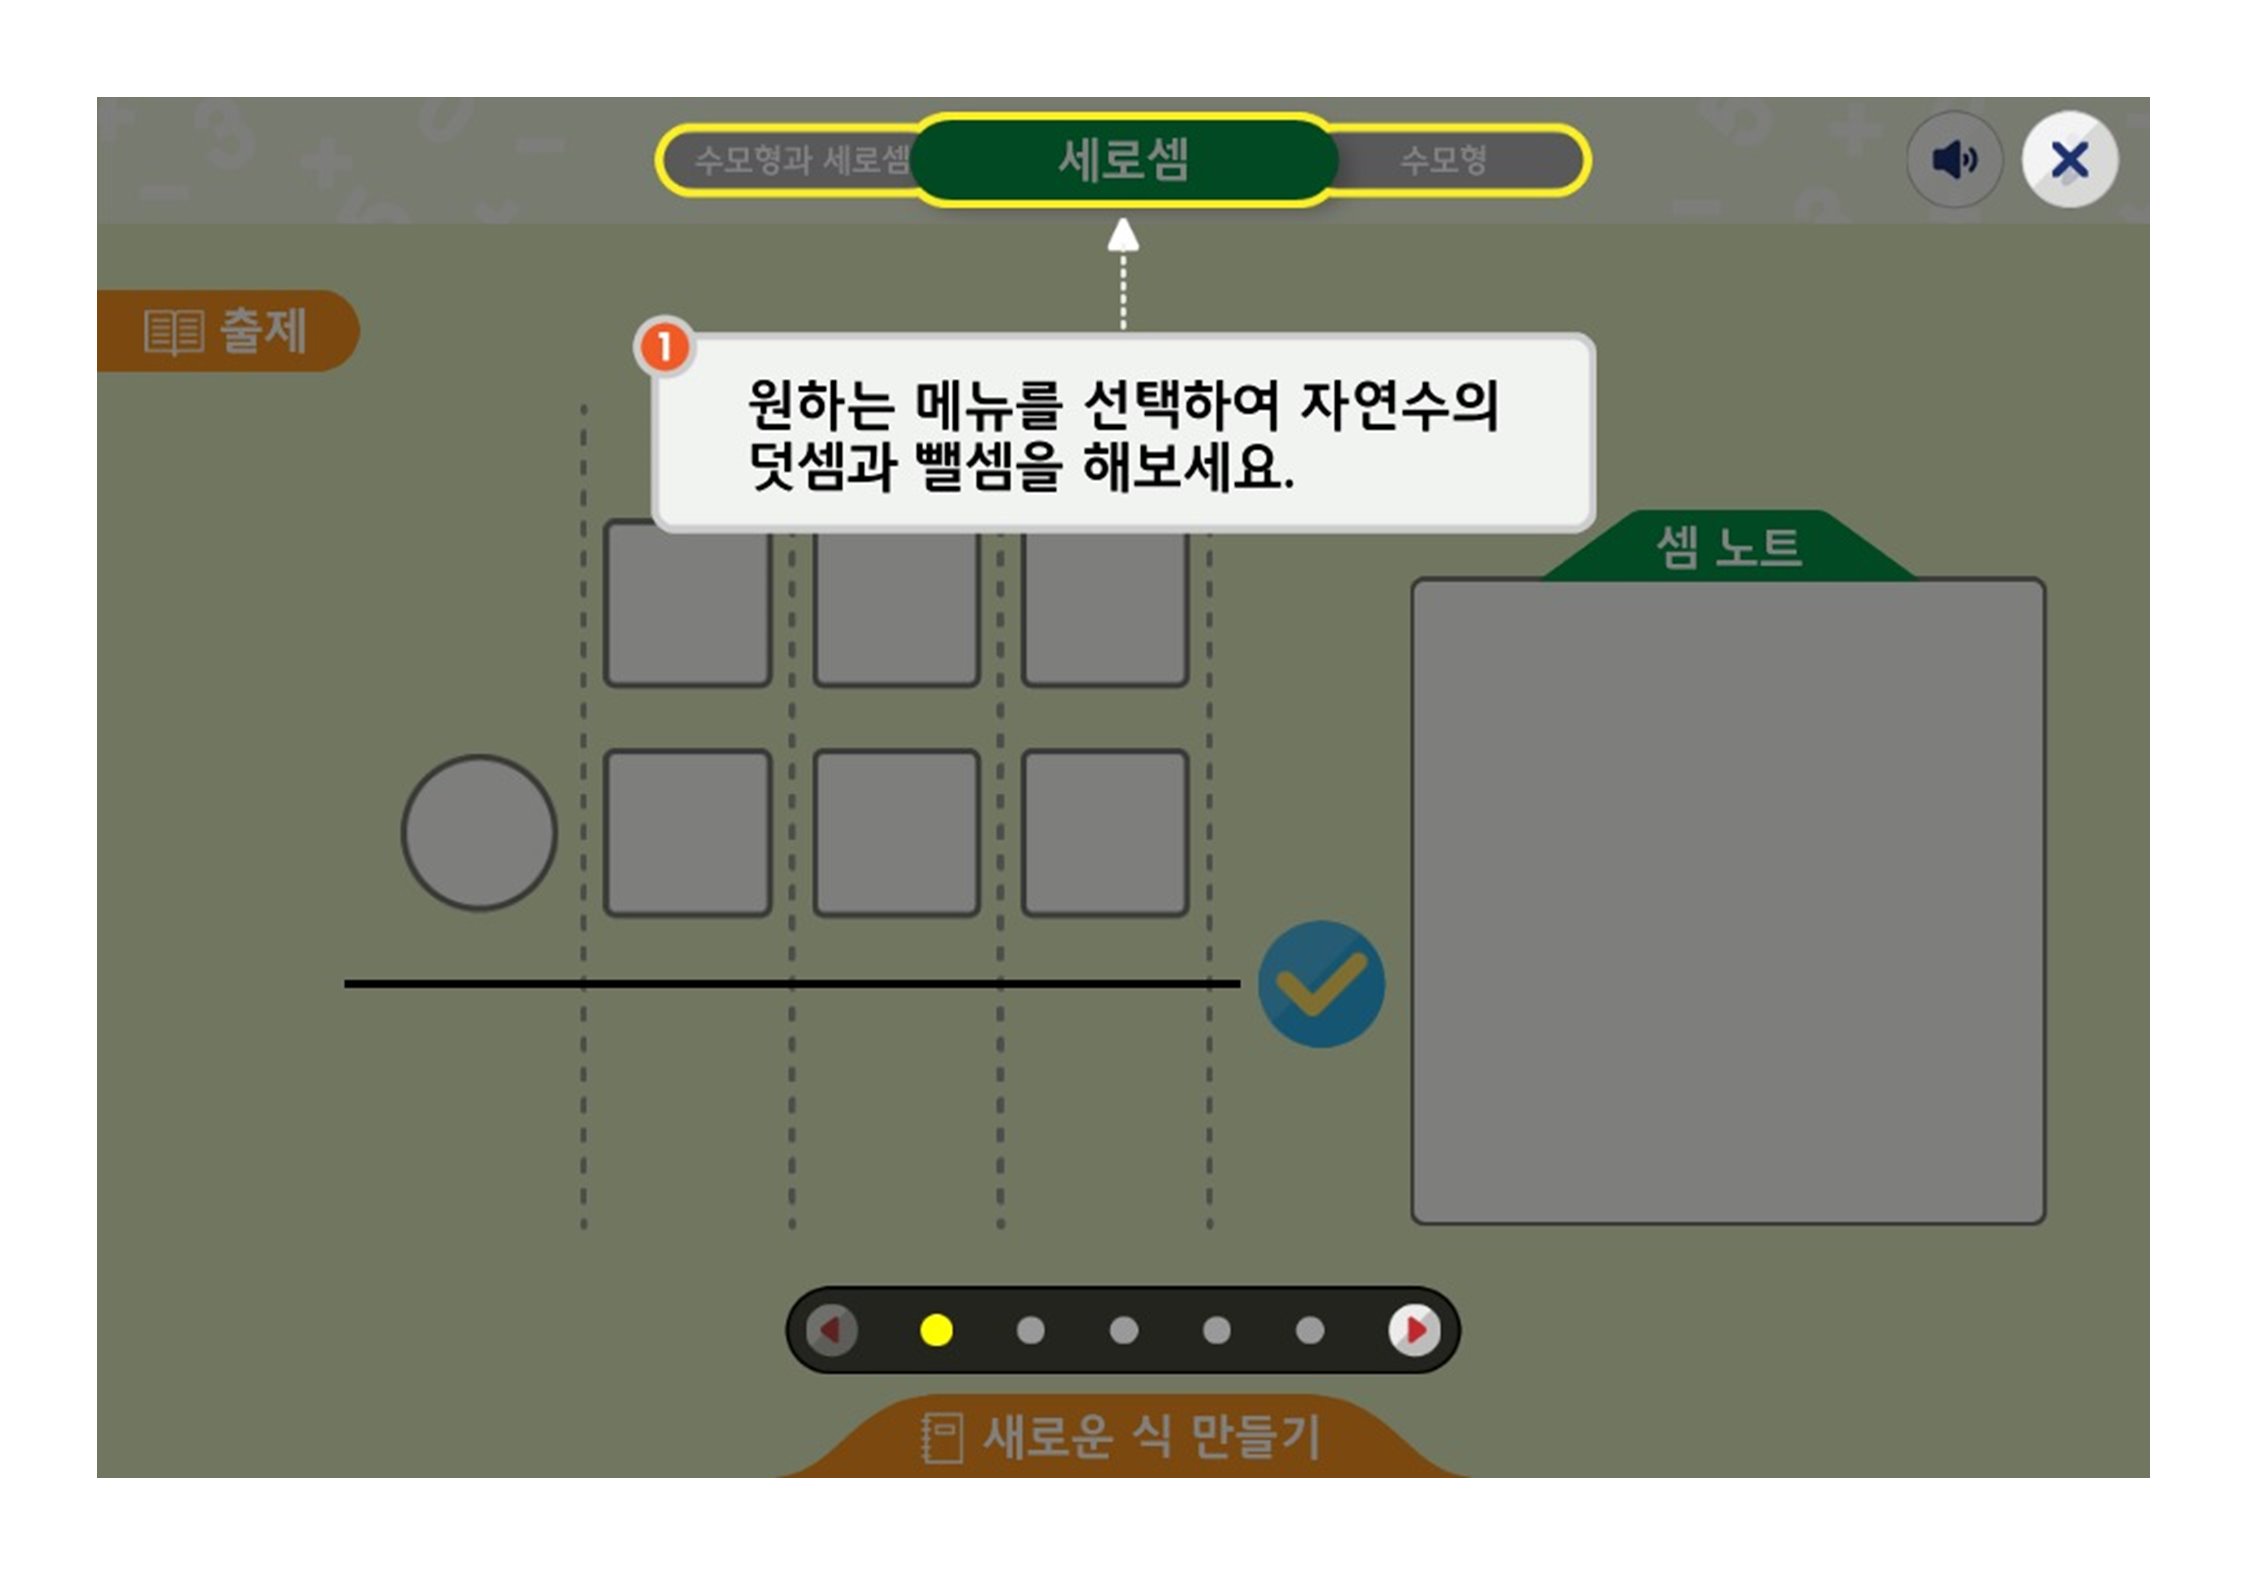 수모형과 세로셈
세로셈
수모형
출제
1
원하는 메뉴를 선택하여 자연수의
덧셈과 뺄셈을 해보세요.
셈 노트
새로운 식 만들기